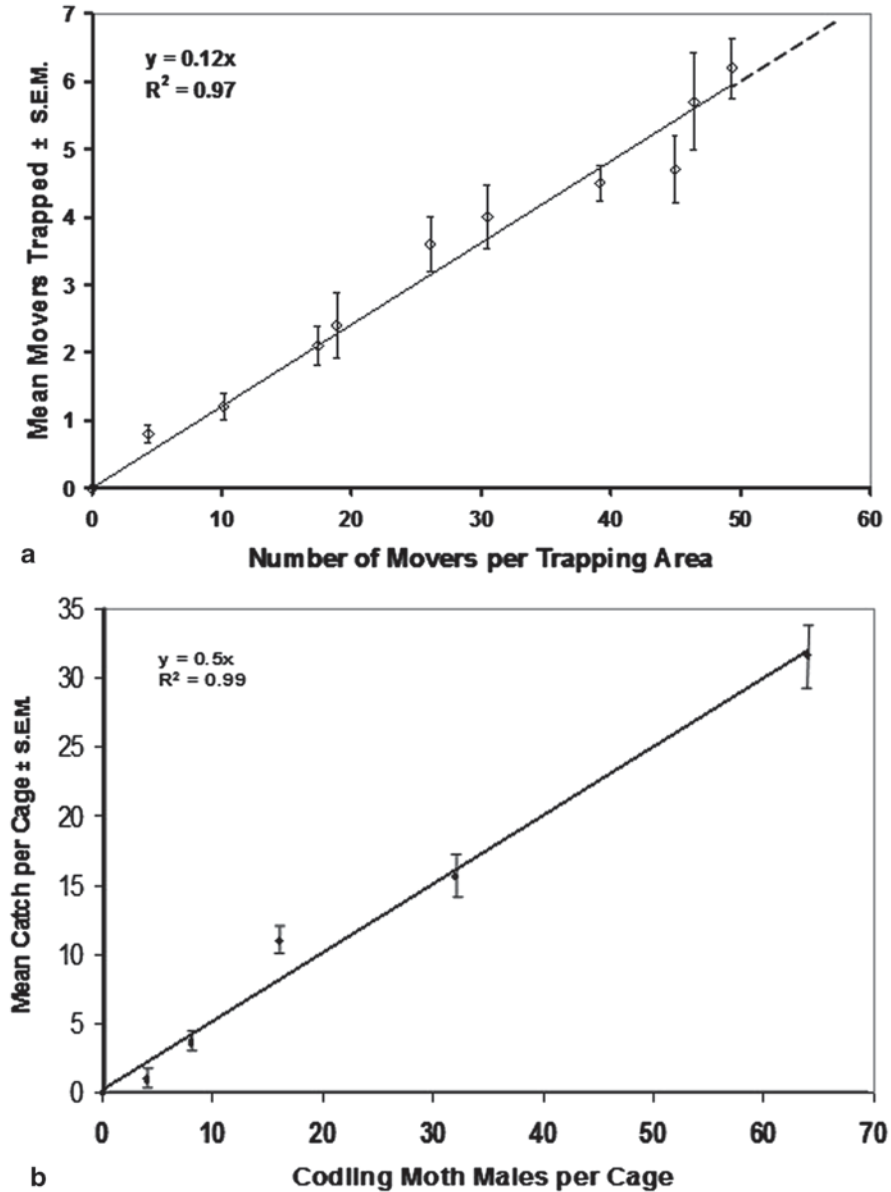 7
6
5
4
3
2
1
0
y = 0.12x
R² = 0.97
Mean Movers Trapped ± S.E.M.
0 10 20 30 40 50 60
a
Number of Movers per Trapping Area
35
30
25
20
15
10
5
0
y = 0.5x
R² = 0.99
Mean Catch per Cage ± S.E.M.
0 10 20 30 40 50 60 70
b
Codling Moth Males per Cage